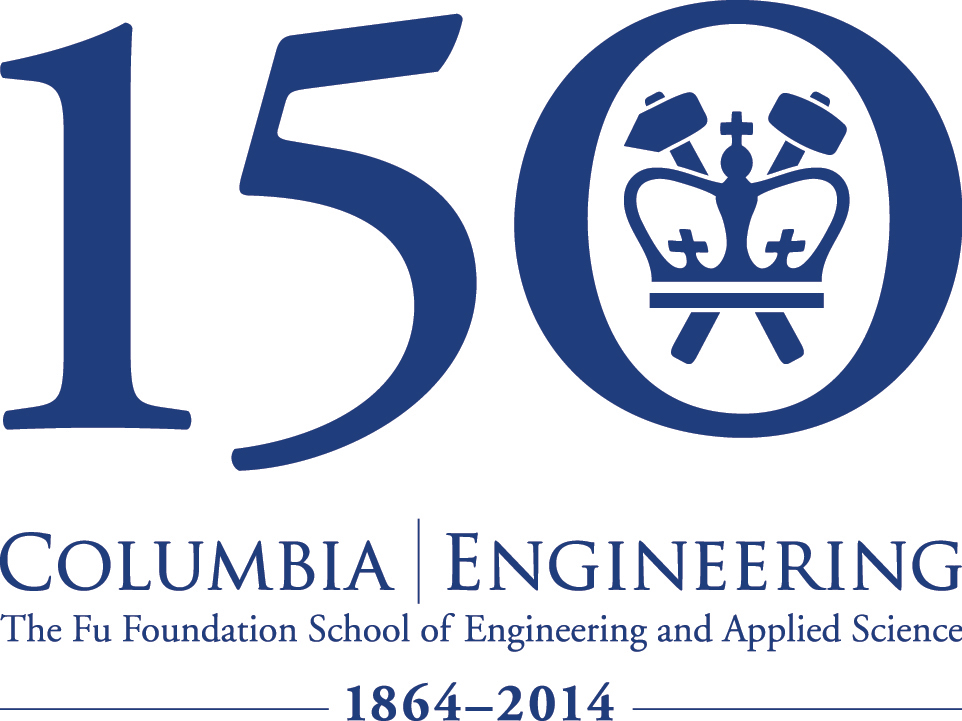 150
COLUMBIA | ENGINEERING
The Fu Foundation School of Engineering and Applied Science
1864–2014